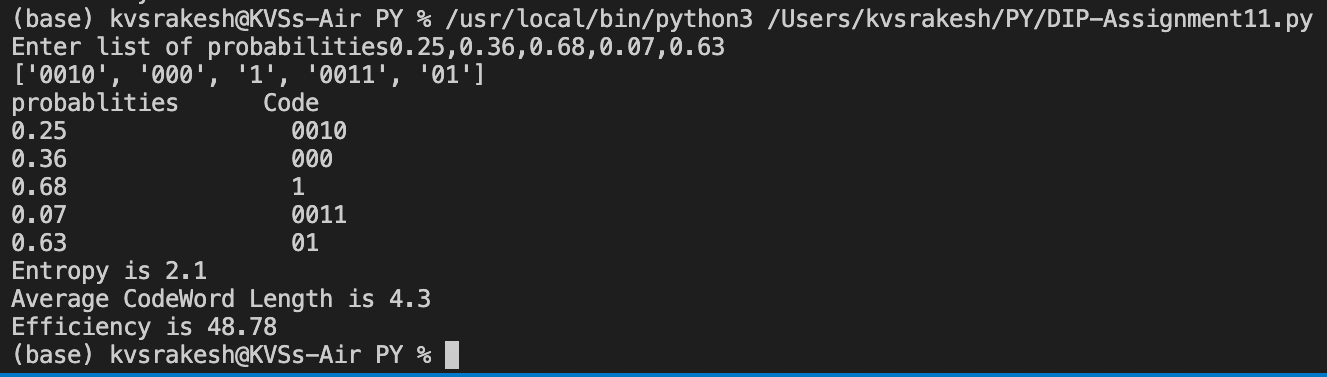 (base) kvsrakesh@KVSs-Air PY % /usr/local/bin/python3 /Users/kvsrakesh/PY/DIP-Assignment11.py
Enter list of probabilities0.25,0.36,0.68,0.07,0.63
['0010', '000', '1', '0011', '01']
probablities      Code
0.25                0010
0.36                000
0.68                1
0.07                0011
0.63                01
Entropy is 2.1
Average CodeWord Length is 4.3
Efficiency is 48.78
(base) kvsrakesh@KVSs-Air PY %